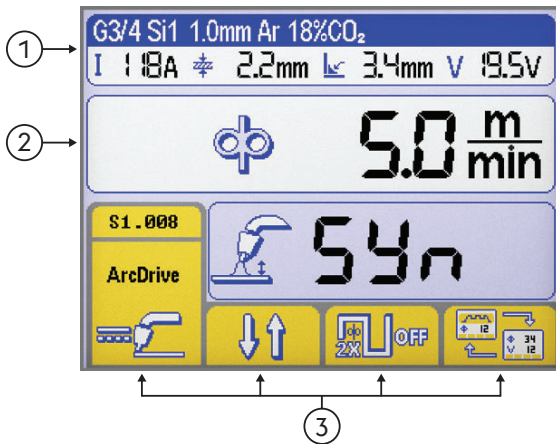 G3/4 Si1 1.0mm Ar 18%CO₂
I 118A 2.2mm 3.4mm V 19.5V
5.0 m/min
S1.008
Syn
ArcDrive
2X OFF
12
34
V 12
1
2
3